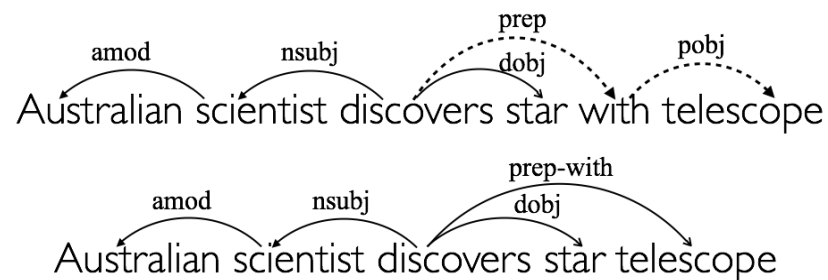 prep
amod nsubj dobj pobj
Australian scientist discovers star with telescope
prep-with
amod nsubj dobj
Australian scientist discovers star telescope